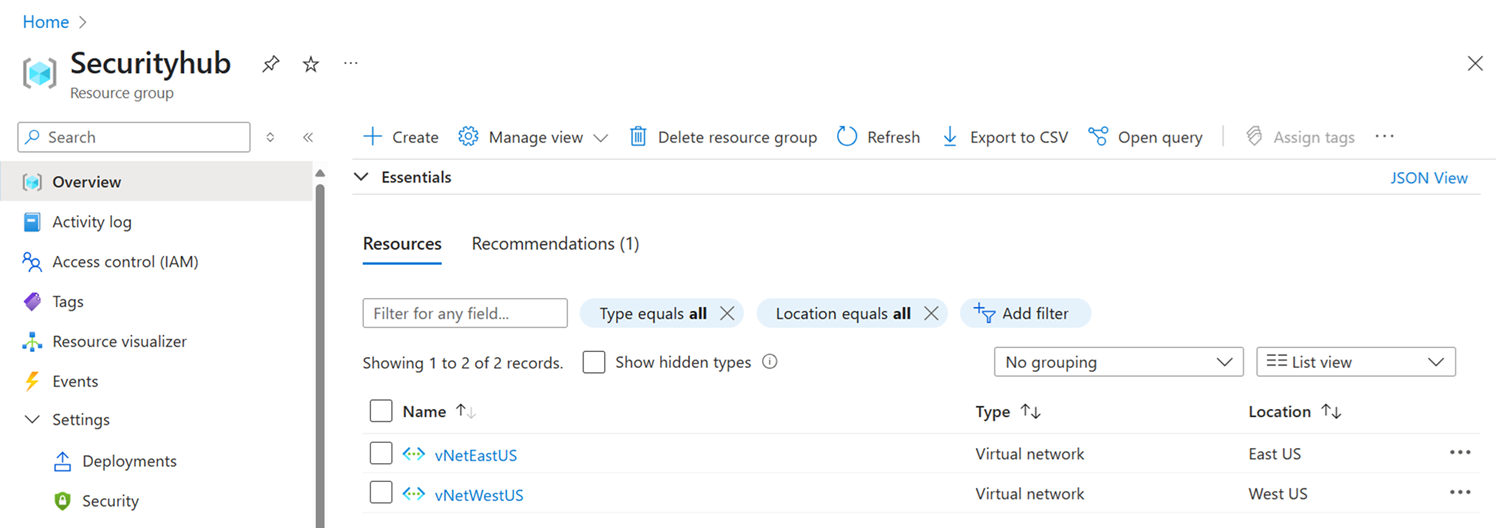 Home
Securityhub
Resource group
Search
Overview
Activity log
Access control (IAM)
Tags
Resource visualizer
Events
Settings
Deployments
Security
Create Manage view Delete resource group Refresh Export to CSV Open query Assign tags
Essentials JSON View
Resources Recommendations (1)
Filter for any field... Type equals all Location equals all Add filter
Showing 1 to 2 of 2 records. Show hidden types No grouping List view
Name Type Location
vNetEastUS Virtual network East US
vNetWestUS Virtual network West US